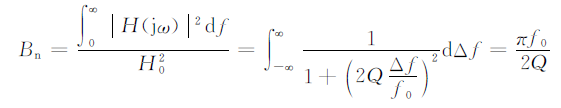 B_n = \frac{\int_0^\infty |H(j\omega)|^2 df}{H_0^2} = \int_{-\infty}^{\infty} \frac{1}{1 + \left(2Q \frac{\Delta f}{f_0}\right)^2} d\Delta f = \frac{\pi f_0}{2Q}